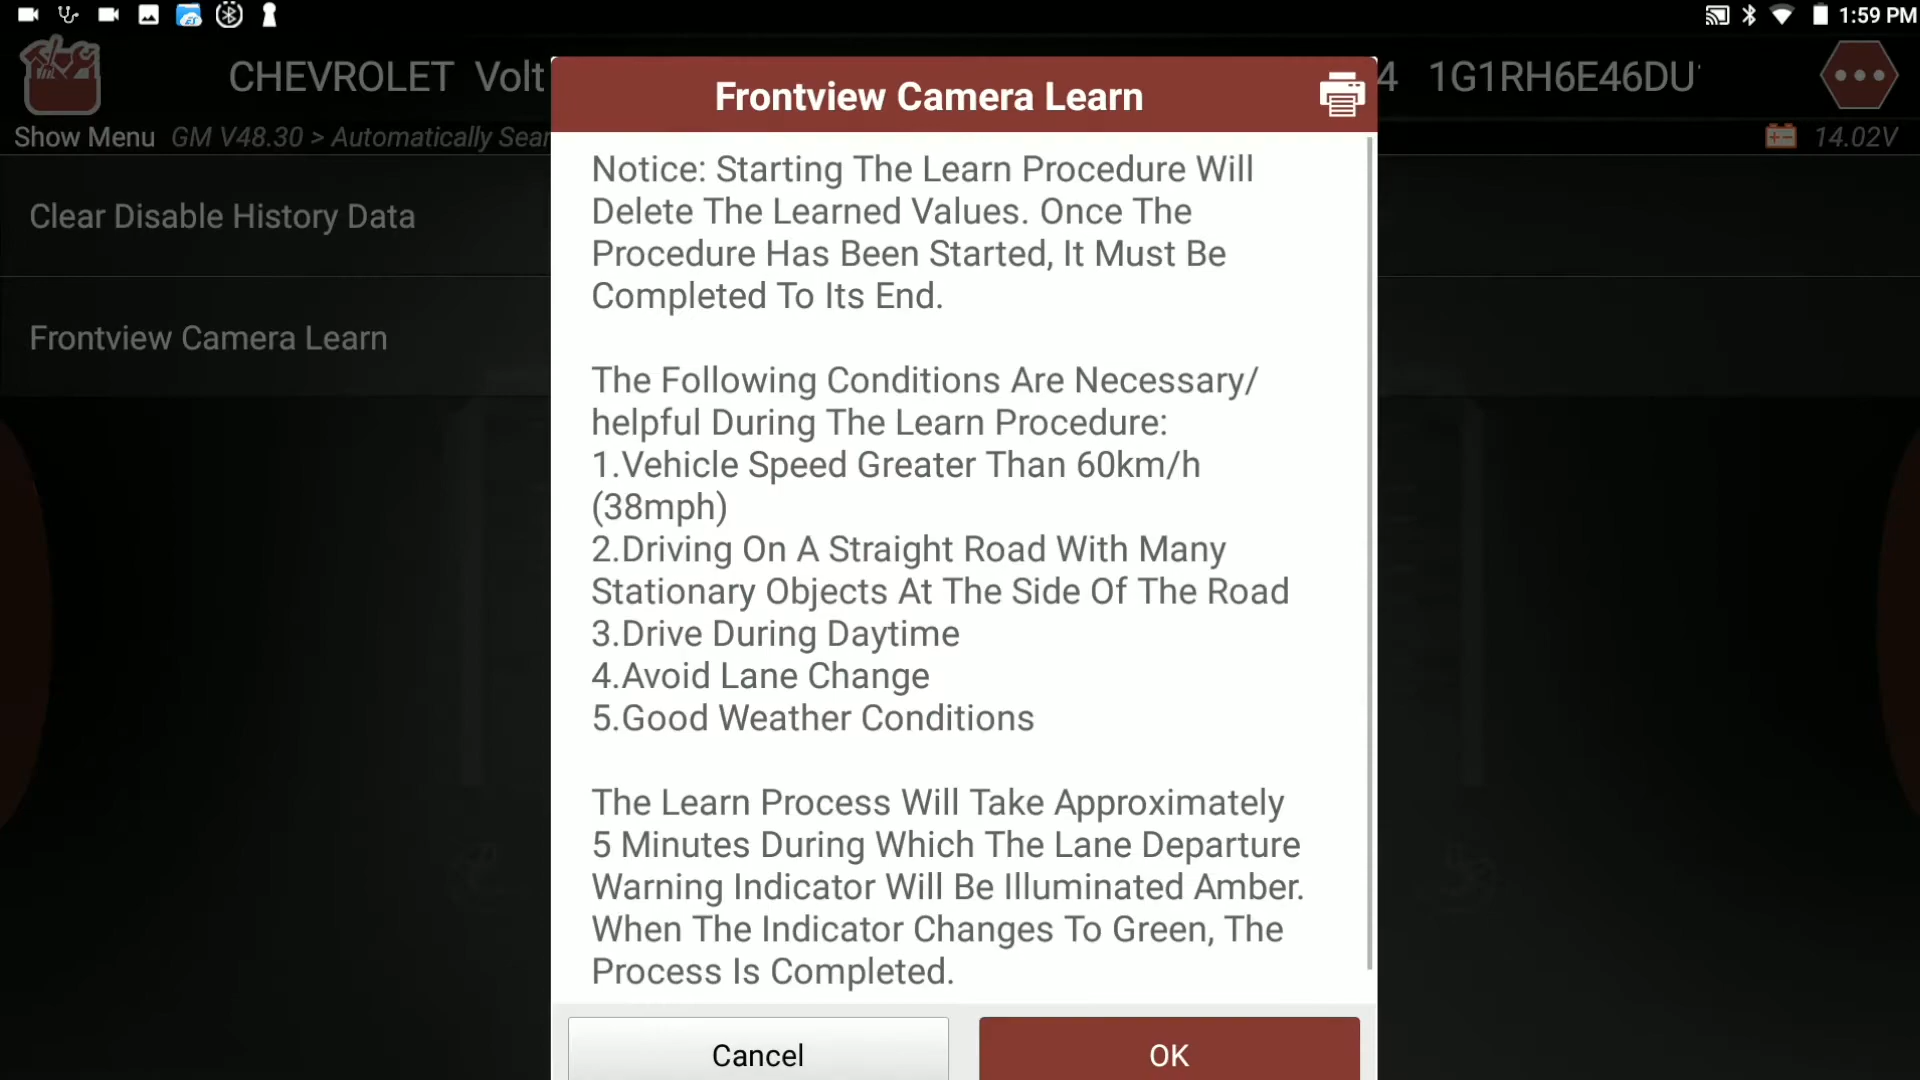 1:59 PM
CHEVROLET Volt
4 1G1RH6E46DU
Show Menu GM V48.30 > Automatically Sear
14.02V
Clear Disable History Data
Frontview Camera Learn
Frontview Camera Learn
Notice: Starting The Learn Procedure Will
Delete The Learned Values. Once The
Procedure Has Been Started, It Must Be
Completed To Its End.
The Following Conditions Are Necessary/
helpful During The Learn Procedure:
1.Vehicle Speed Greater Than 60km/h
(38mph)
2.Driving On A Straight Road With Many
Stationary Objects At The Side Of The Road
3.Drive During Daytime
4.Avoid Lane Change
5.Good Weather Conditions
The Learn Process Will Take Approximately
5 Minutes During Which The Lane Departure
Warning Indicator Will Be Illuminated Amber.
When The Indicator Changes To Green, The
Process Is Completed.
Cancel
OK